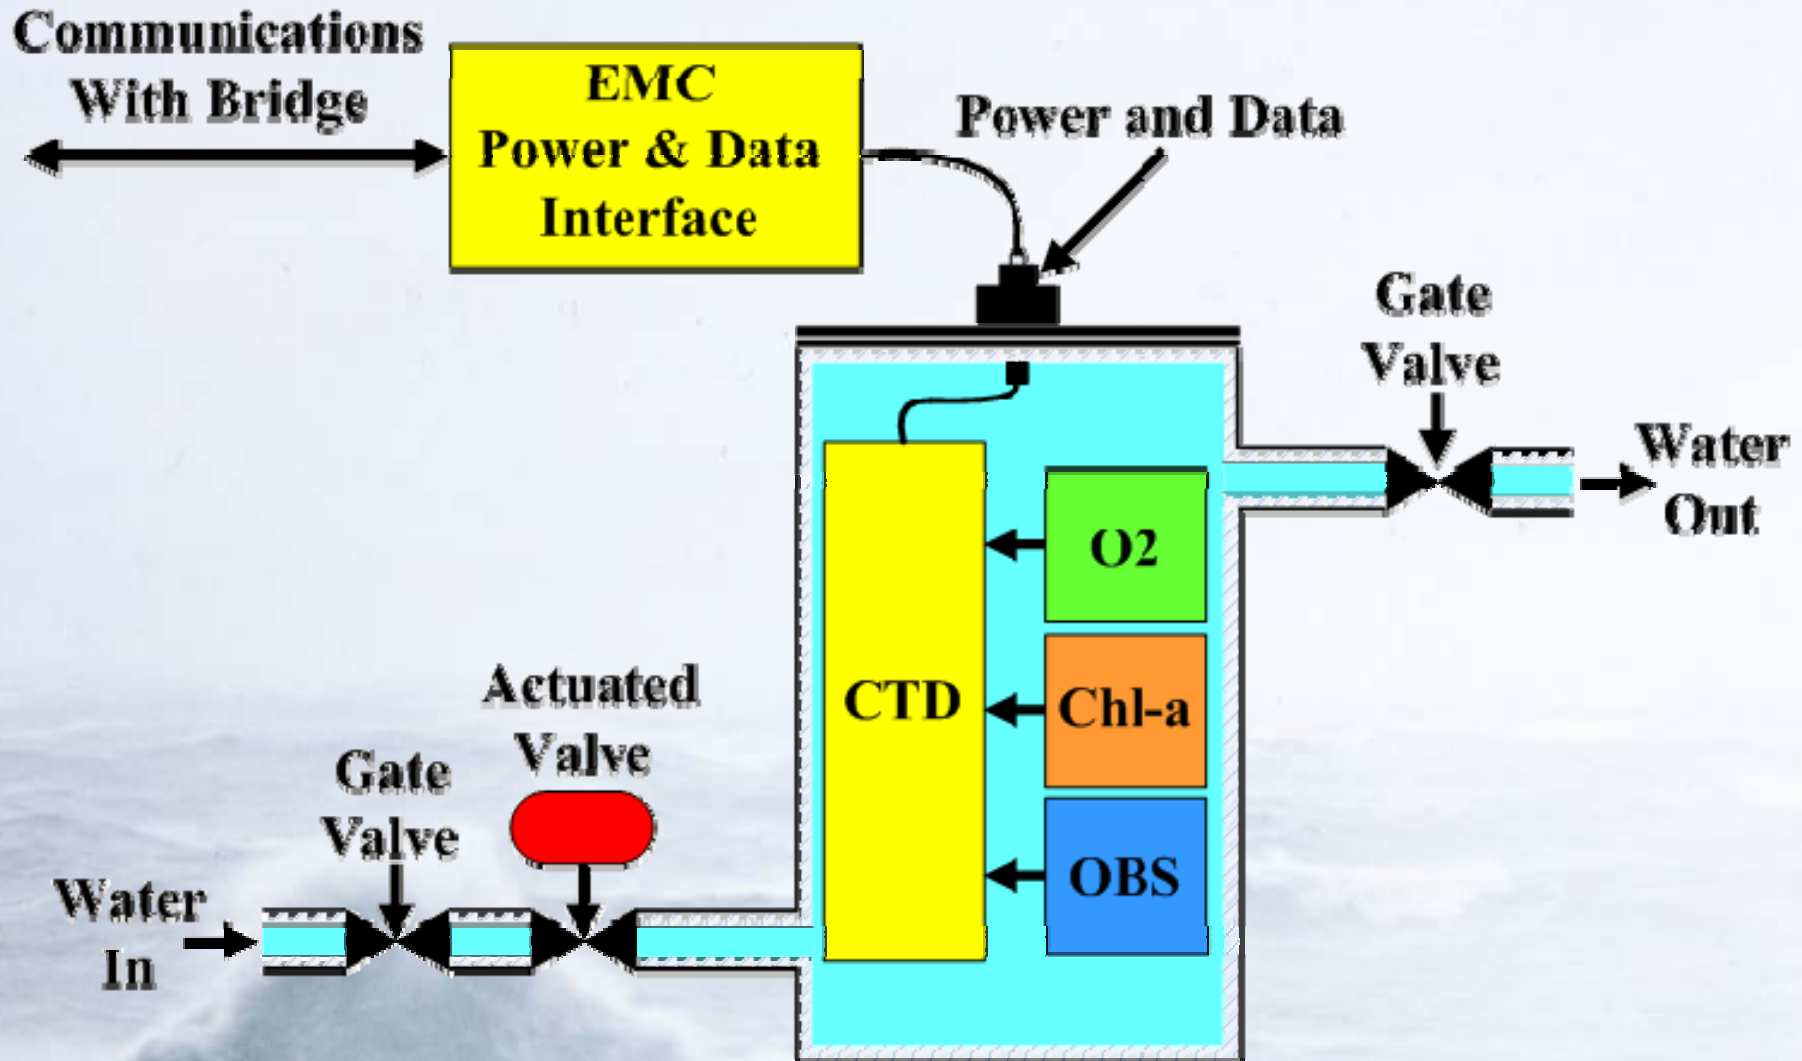 Communications
With Bridge
EMC
Power & Data
Interface
Power and Data
Gate
Valve
Water
Out
O2
CTD
Chl-a
OBS
Actuated
Valve
Gate
Valve
Water
In